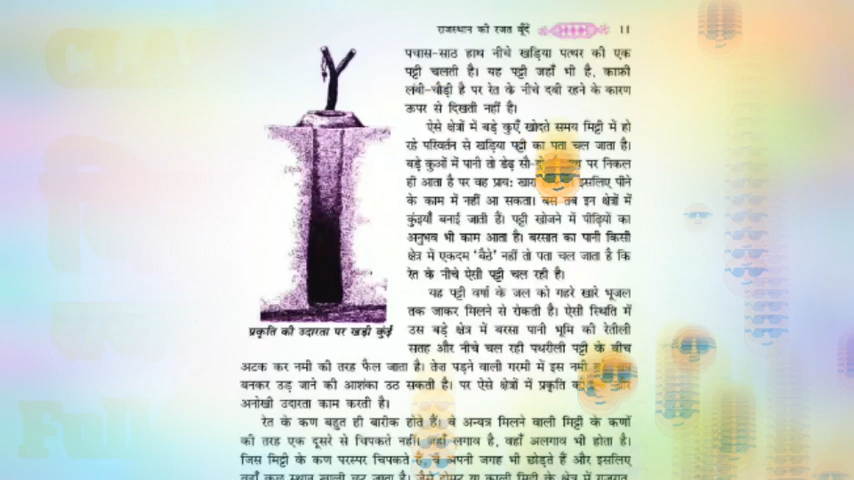 राजस्थान की रजत बूँदें 11
पचास-साठ हाथ नीचे खड़िया पत्थर की एक
पट्टी चलती है। यह पट्टी जहाँ भी है, काफ़ी
लंबी-चौड़ी है पर रेत के नीचे दबी रहने के कारण
ऊपर से दिखती नहीं है।
ऐसे क्षेत्रों में बड़े कुएँ खोदते समय मिट्टी में हो
रहे परिवर्तन से खड़िया पट्टी का पता चल जाता है।
बड़े कुओं में पानी तो डेढ़ पर निकल
ही आता है पर वह प्राय: इसलिए पीने
के काम में नहीं आ सकता। बस तब इन क्षेत्रों में
कुंइयाँ बनाई जाती हैं। पट्टी खोजने में पीढ़ियों का
अनुभव भी काम आता है। बरसात का पानी किसी
क्षेत्र में एकदम 'बैठे' नहीं तो पता चल जाता है कि
रेत के नीचे ऐसी पट्टी चल रही है।
यह पट्टी वर्षा के जल को गहरे खारे भूजल
तक जाकर मिलने से रोकती है। ऐसी स्थिति में
प्रकृति की उदारता पर खड़ी कुंई
उस बड़े क्षेत्र में बरसा पानी भूमि की रेतीली
सतह और नीचे चल रही पथरीली पट्टी के बीच
अटक कर नमी की तरह फैल जाता है। तेज पड़ने वाली गरमी में इस नमी
बनकर उड़ जाने की आशंका उठ सकती है। पर ऐसे क्षेत्रों में प्रकृति और
अनोखी उदारता काम करती है।
रेत के कण बहुत ही बारीक होते हैं। वे अन्यत्र मिलने वाली मिट्टी के कणों
की तरह एक दूसरे से चिपकते नहीं। जहाँ लगाव है, वहाँ अलगाव भी होता है।
जिस मिट्टी के कण परस्पर चिपकते अपनी जगह भी छोड़ते हैं और इसलिए